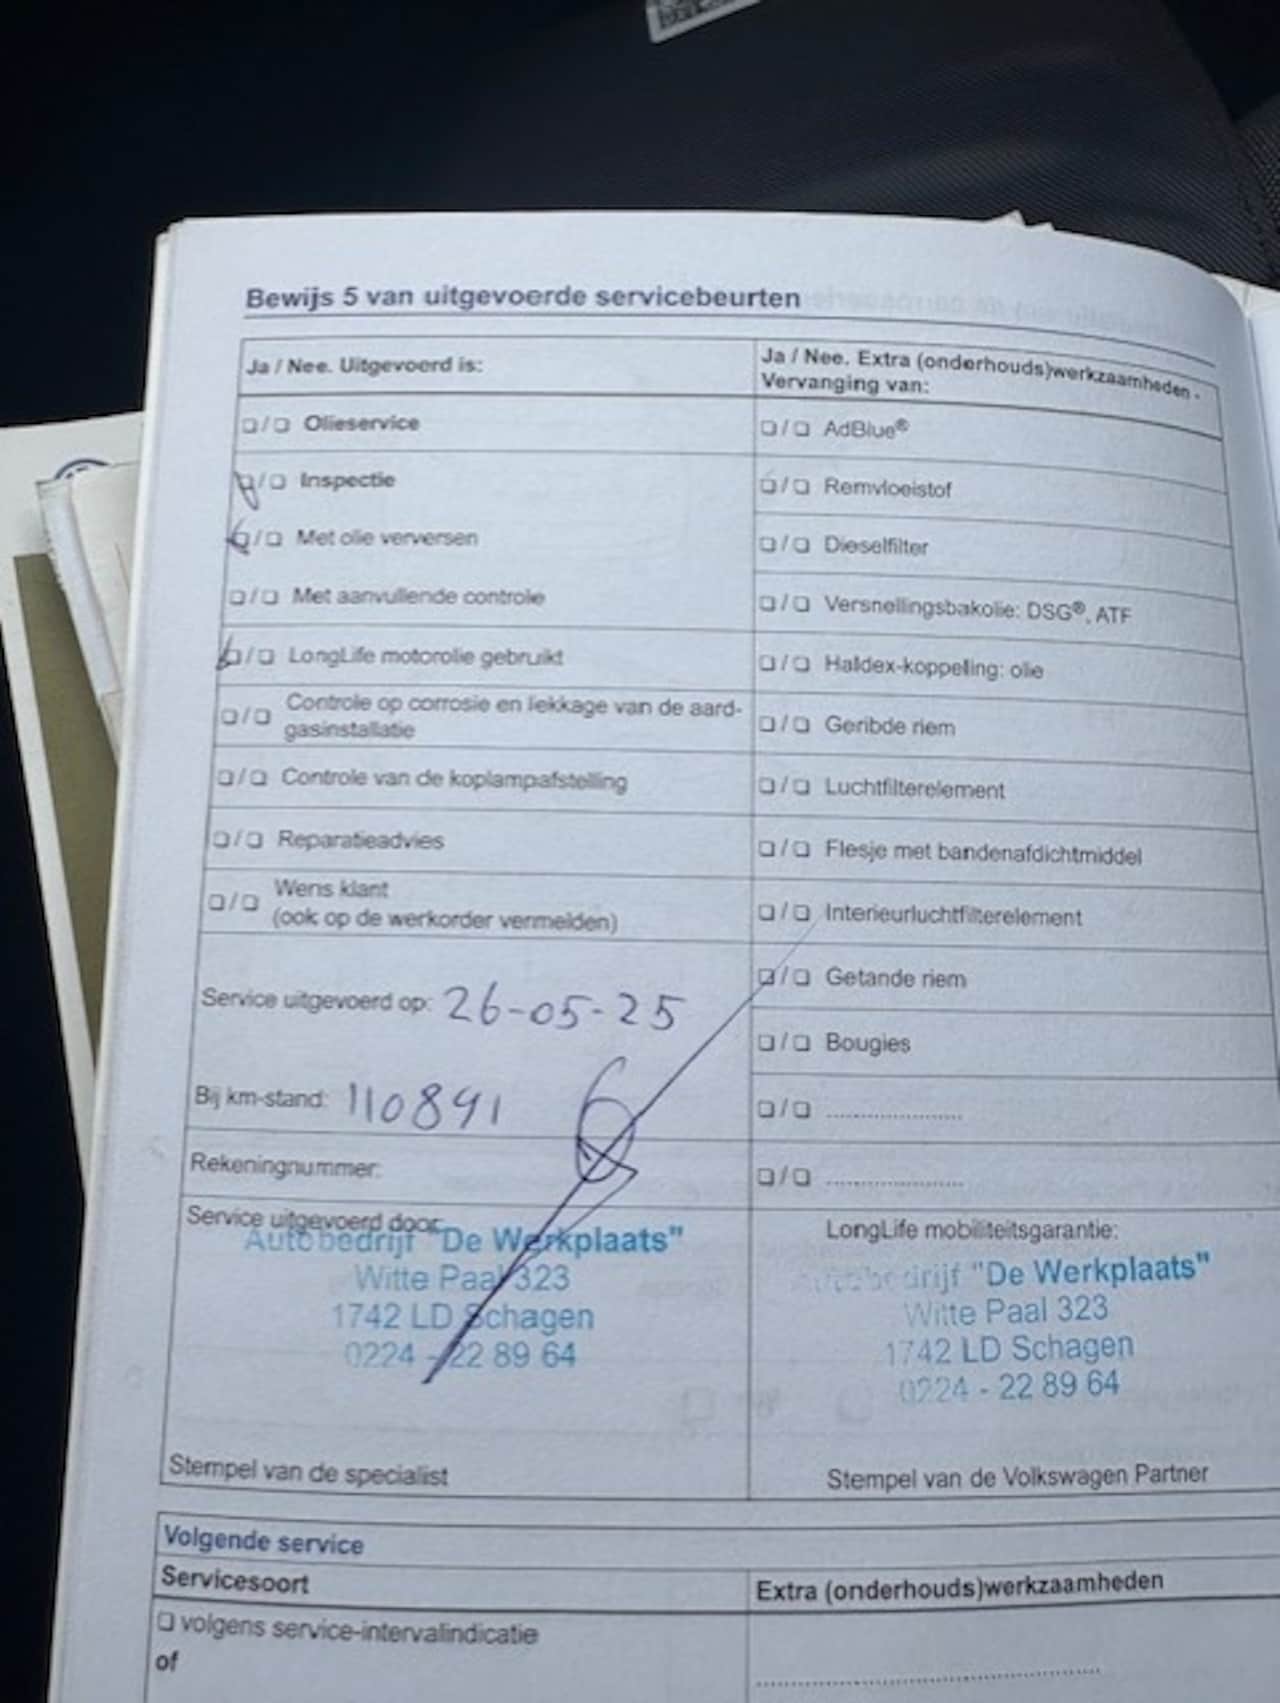 Bewijs 5 van uitgevoerde servicebeurten
Ja / Nee. Uitgevoerd is:
❏/❏ Olieservice
❏/❏ Inspectie
❏/❏ Met olie verversen
❏/❏ Met aanvullende controle
❏/❏ LongLife motorolie gebruikt
❏/❏ Controle op corrosie en lekkage van de aard-
gasinstallatie
❏/❏ Controle van de koplampafstelling
❏/❏ Reparatieadvies
❏/❏ Wens klant
(ook op de werkorder vermelden)
Service uitgevoerd op: 26-05-25
Bij km-stand: 110891
Rekeningnummer:
Service uitgevoerd door:
Autobedrijf "De Werkplaats"
Witte Paal 323
1742 LD Schagen
0224 - 22 89 64
Stempel van de specialist
Ja / Nee. Extra (onderhouds)werkzaamheden -
Vervanging van:
❏/❏ AdBlue®
❏/❏ Remvloeistof
❏/❏ Dieselfilter
❏/❏ Versnellingsbakolie: DSG®, ATF
❏/❏ Haldex-koppeling: olie
❏/❏ Geribde riem
❏/❏ Luchtfilterelement
❏/❏ Flesje met bandenafdichtmiddel
❏/❏ Interieurluchtfilterelement
❏/❏ Getande riem
❏/❏ Bougies
❏/❏ ......................
❏/❏ ......................
LongLife mobiliteitsgarantie:
Autobedrijf "De Werkplaats"
Witte Paal 323
1742 LD Schagen
0224 - 22 89 64
Stempel van de Volkswagen Partner
Volgende service
Servicesoort
❏ volgens service-intervalindicatie
of
Extra (onderhouds)werkzaamheden
......................................................